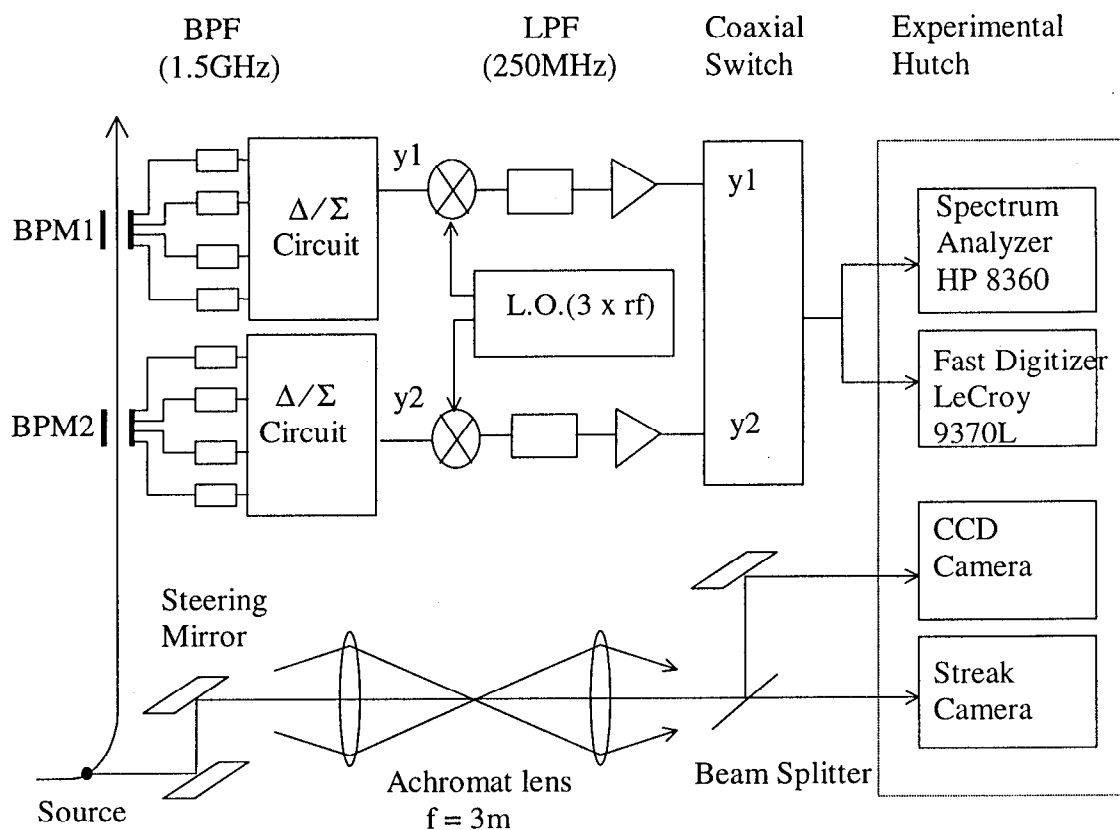 BPF
(1.5GHz)
LPF
(250MHz)
Coaxial
Switch
Experimental
Hutch
BPM1
Δ/Σ
Circuit
y1
y1
Spectrum
Analyzer
HP 8360
L.O.(3 x rf)
BPM2
Δ/Σ
Circuit
y2
y2
Fast Digitizer
LeCroy
9370L
CCD
Camera
Steering
Mirror
Streak
Camera
Source
Achromat lens
f = 3m
Beam Splitter